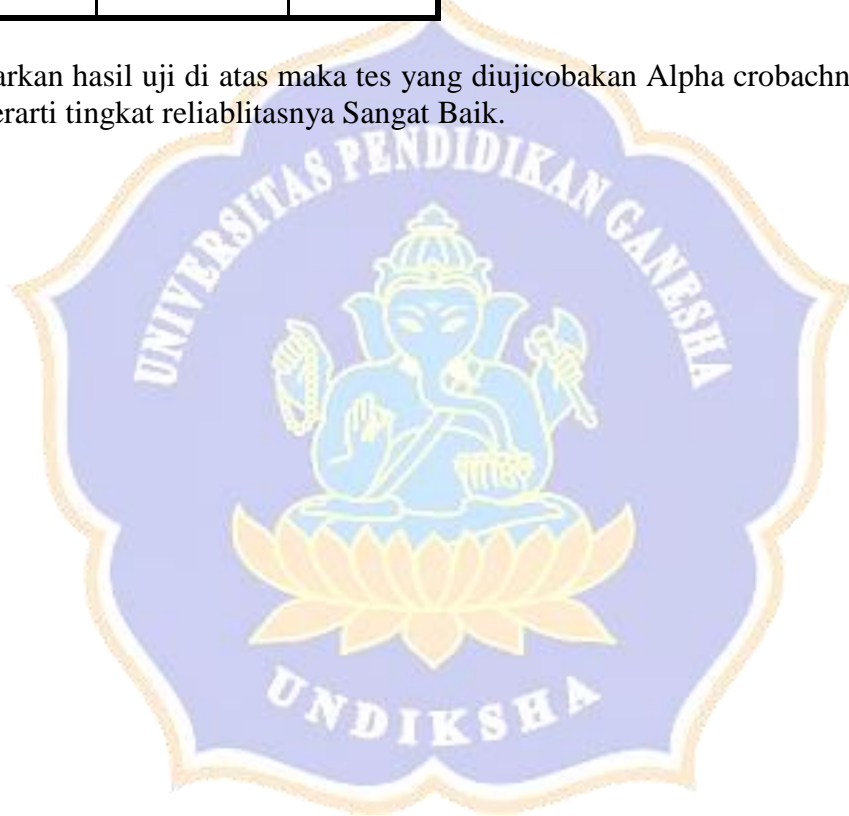 arkan hasil uji di atas maka tes yang diujicobakan Alpha crobachn
erarti tingkat reliablitasnya Sangat Baik.
UNIVERSITAS PENDIDIKAN GANESHA
UNDIKSHA